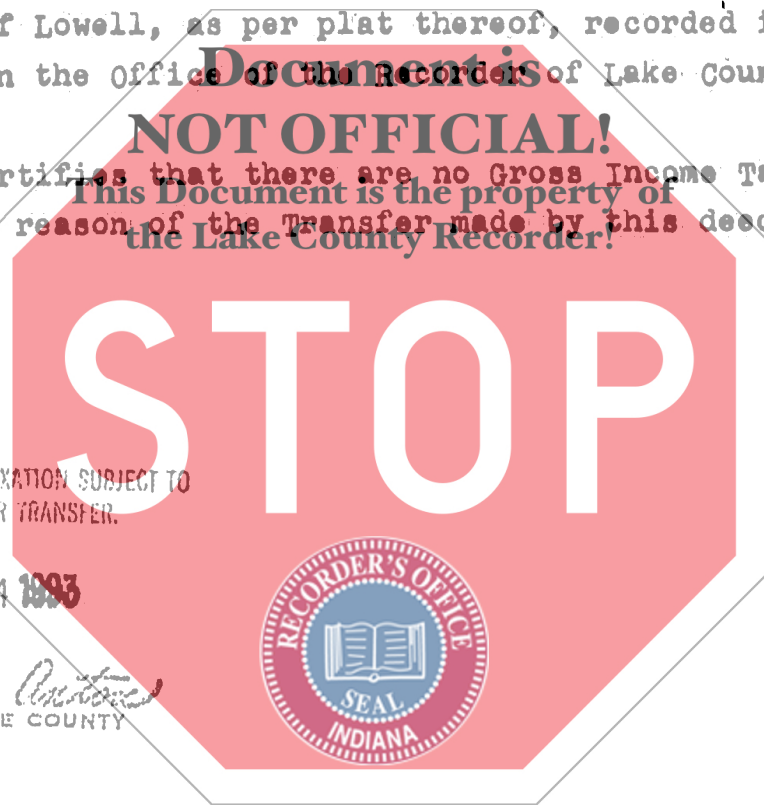 f Lowell, as per plat thereof, recorded i
n the Office of the Recorder of Lake Coun
Document is
NOT OFFICIAL!
rtifies that there are no Gross Income Ta
This Document is the property of
reason of the Transfer made by this deed
the Lake County Recorder!
STOP
XATION SUBJECT TO
R TRANSFER.
1993
E COUNTY
RECORDER'S OFFICE
SEAL
INDIANA